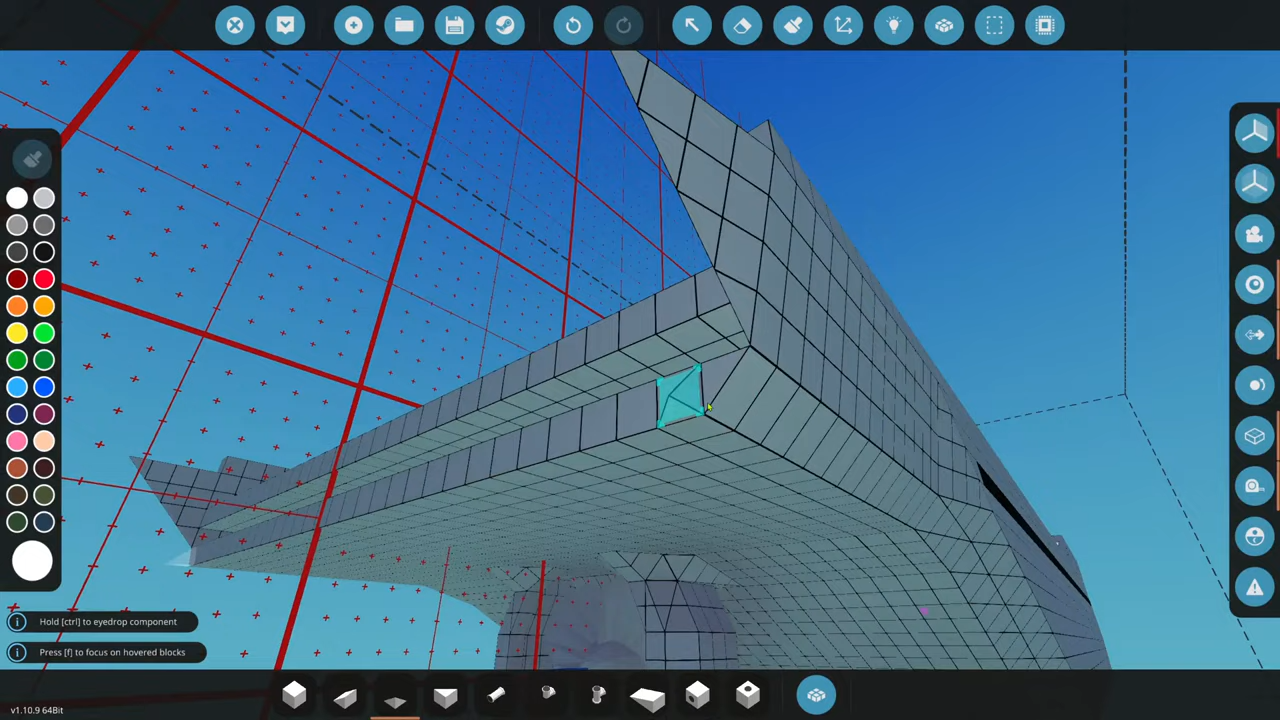 Hold [ctrl] to eyedrop component
Press [f] to focus on hovered blocks
v1.10.9 64Bit